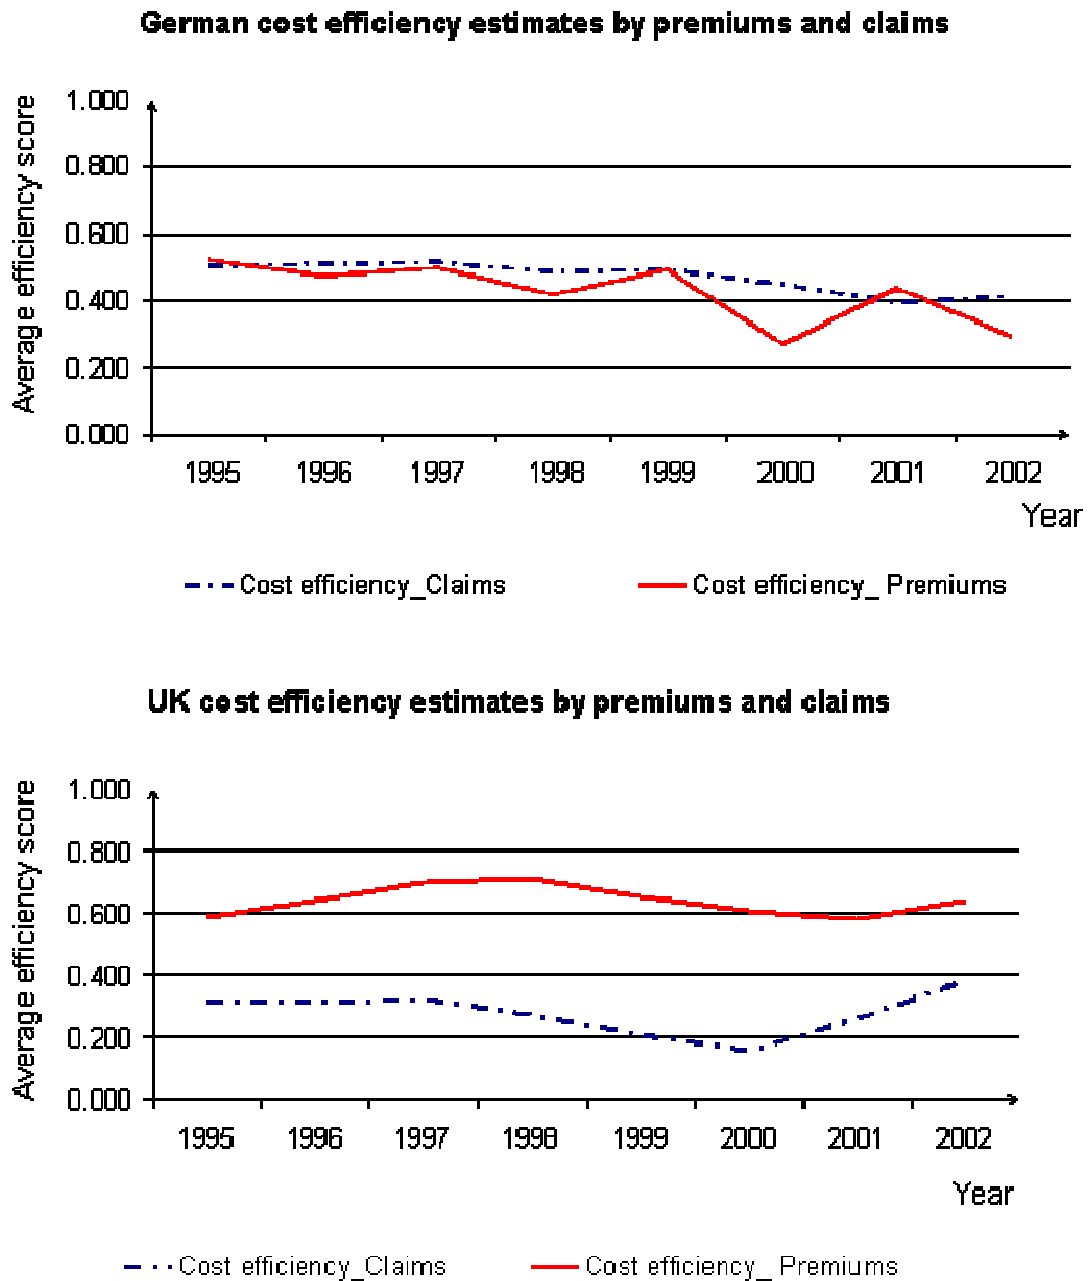 German cost efficiency estimates by premiums and claims
Average efficiency score
1.000
0.800
0.600
0.400
0.200
0.000
1995 1996 1997 1998 1999 2000 2001 2002
Year
Cost efficiency_Claims Cost efficiency_ Premiums
UK cost efficiency estimates by premiums and claims
Average efficiency score
1.000
0.800
0.600
0.400
0.200
0.000
1995 1996 1997 1998 1999 2000 2001 2002
Year
Cost efficiency_Claims Cost efficiency_ Premiums